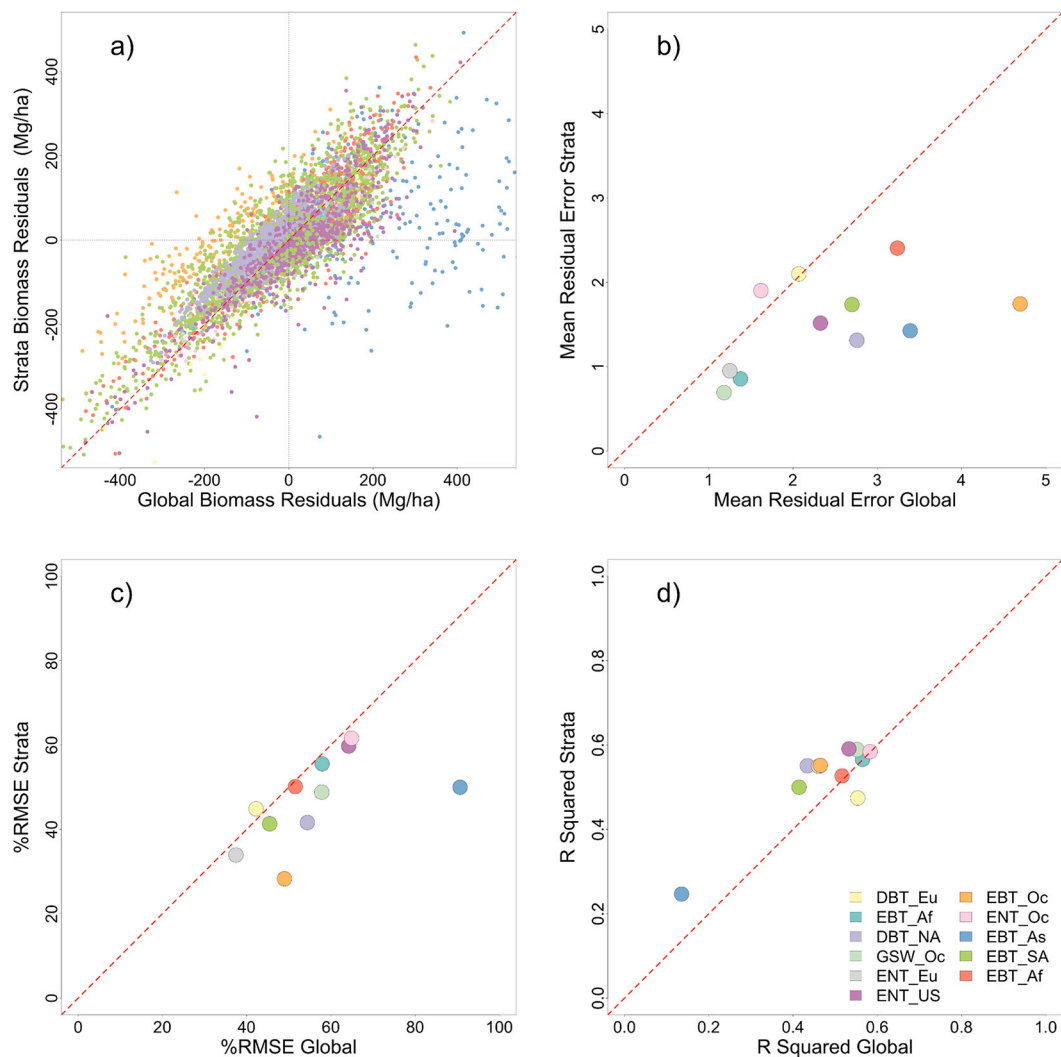 a)
Strata Biomass Residuals (Mg/ha)
400
200
0
-200
-400
-400 -200 0 200 400
Global Biomass Residuals (Mg/ha)
b)
Mean Residual Error Strata
5
4
3
2
1
0
0 1 2 3 4 5
Mean Residual Error Global
c)
%RMSE Strata
100
80
60
40
20
0
0 20 40 60 80 100
%RMSE Global
d)
R Squared Strata
1.0
0.8
0.6
0.4
0.2
0.0
DBT_Eu EBT_Oc
EBT_Af ENT_Oc
DBT_NA EBT_As
GSW_Oc EBT_SA
ENT_Eu EBT_Af
ENT_US
0.0 0.2 0.4 0.6 0.8 1.0
R Squared Global